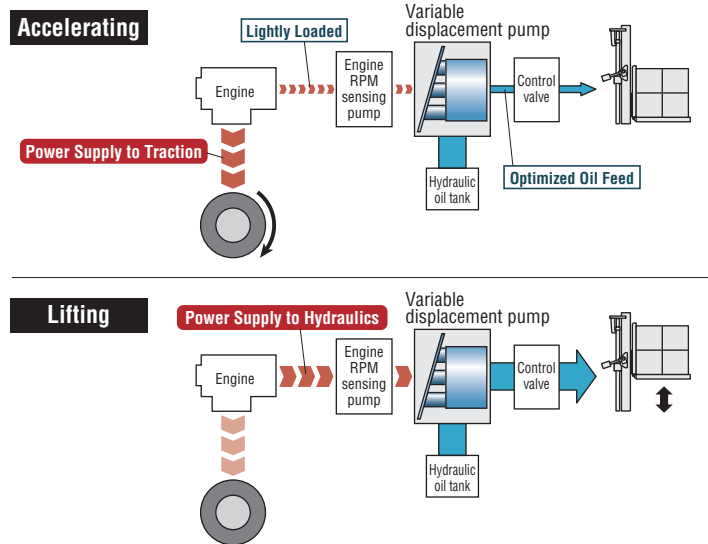 Accelerating
Lightly Loaded
Variable
displacement pump
Engine
Engine
RPM
sensing
pump
Control
valve
Power Supply to Traction
Hydraulic
oil tank
Optimized Oil Feed
Lifting
Power Supply to Hydraulics
Variable
displacement pump
Engine
Engine
RPM
sensing
pump
Control
valve
Hydraulic
oil tank